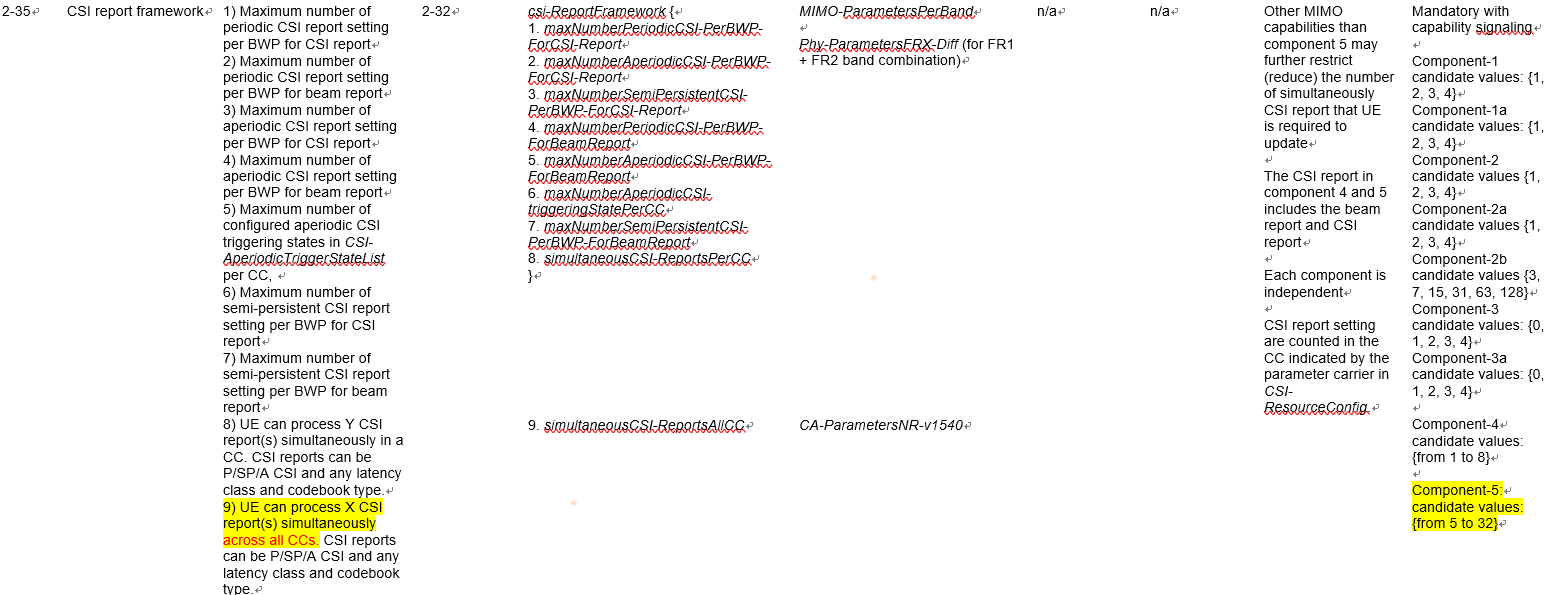 2-35
CSI report framework
1) Maximum number of
periodic CSI report setting
per BWP for CSI report
2) Maximum number of
periodic CSI report setting
per BWP for beam report
3) Maximum number of
aperiodic CSI report setting
per BWP for CSI report
4) Maximum number of
aperiodic CSI report setting
per BWP for beam report
5) Maximum number of
configured aperiodic CSI
triggering states in CSI-
AperiodicTriggerStateList
per CC,
6) Maximum number of
semi-persistent CSI report
setting per BWP for CSI
report
7) Maximum number of
semi-persistent CSI report
setting per BWP for beam
report
8) UE can process Y CSI
report(s) simultaneously in a
CC. CSI reports can be
P/SP/A CSI and any latency
class and codebook type.
9) UE can process X CSI
report(s) simultaneously
across all CCs. CSI reports
can be P/SP/A CSI and any
latency class and codebook
type.
2-32
csi-ReportFramework {
1. maxNumberPeriodicCSI-PerBWP-
ForCSI-Report
2. maxNumberAperiodicCSI-PerBWP-
ForCSI-Report
3. maxNumberSemiPersistentCSI-
PerBWP-ForCSI-Report
4. maxNumberPeriodicCSI-PerBWP-
ForBeamReport
5. maxNumberAperiodicCSI-PerBWP-
ForBeamReport
6. maxNumberAperiodicCSI-
triggeringStatePerCC
7. maxNumberSemiPersistentCSI-
PerBWP-ForBeamReport
8. simultaneousCSI-ReportsPerCC
}
9. simultaneousCSI-ReportsAllCC
MIMO-ParametersPerBand
Phy-ParametersFRX-Diff (for FR1
+ FR2 band combination)
CA-ParametersNR-v1540
n/a
n/a
Other MIMO
capabilities than
component 5 may
further restrict
(reduce) the number
of simultaneously
CSI report that UE
is required to
update
The CSI report in
component 4 and 5
includes the beam
report and CSI
report
Each component is
independent
CSI report setting
are counted in the
CC indicated by the
parameter carrier in
CSI-
ResourceConfig.
Mandatory with
capability signaling
Component-1
candidate values: {1,
2, 3, 4}
Component-1a
candidate values: {1,
2, 3, 4}
Component-2
candidate values {1,
2, 3, 4}
Component-2a
candidate values: {1,
2, 3, 4}
Component-2b
candidate values {3,
7, 15, 31, 63, 128}
Component-3
candidate values: {0,
1, 2, 3, 4}
Component-3a
candidate values: {0,
1, 2, 3, 4}
Component-4
candidate values:
{from 1 to 8}
Component-5:
candidate values:
{from 5 to 32}